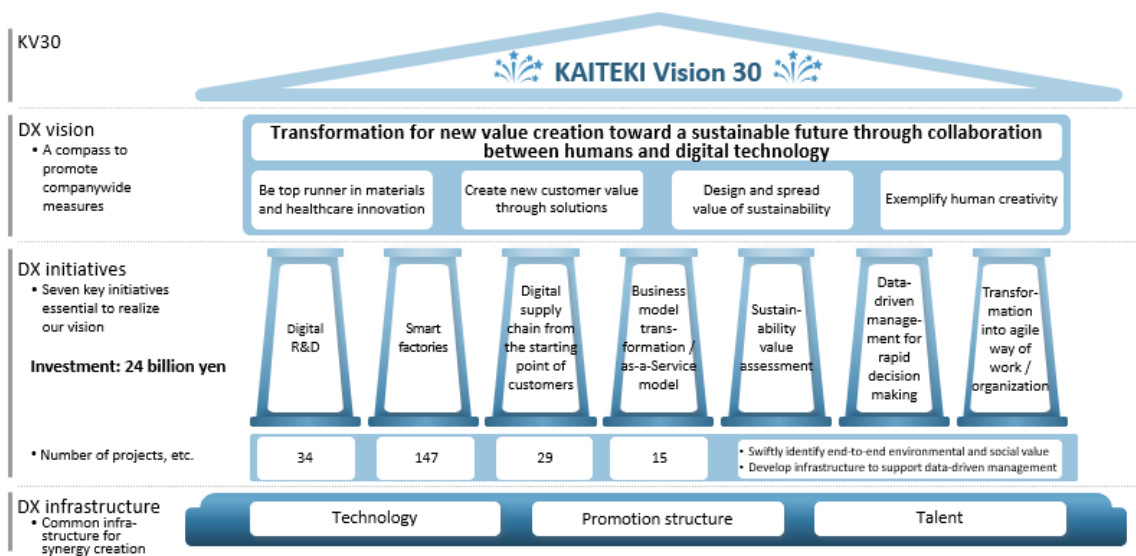 KV30
KAITEKI Vision 30
DX vision
• A compass to
promote
companywide
measures
Transformation for new value creation toward a sustainable future through collaboration
between humans and digital technology
Be top runner in materials
and healthcare innovation
Create new customer value
through solutions
Design and spread
value of sustainability
Exemplify human creativity
DX initiatives
• Seven key initiatives
essential to realize
our vision
Investment: 24 billion yen
Digital
R&D
Smart
factories
Digital
supply
chain from
the starting
point of
customers
Business
model
trans-
formation /
as-a-Service
model
Sustain-
ability
value
assessment
Data-
driven
manage-
ment for
rapid
decision
making
Transfor-
mation
into agile
way of
work /
organization
• Number of projects, etc.
34
147
29
15
• Swiftly identify end-to-end environmental and social value
• Develop infrastructure to support data-driven management
DX infrastructure
• Common infra-
structure for
synergy creation
Technology
Promotion structure
Talent